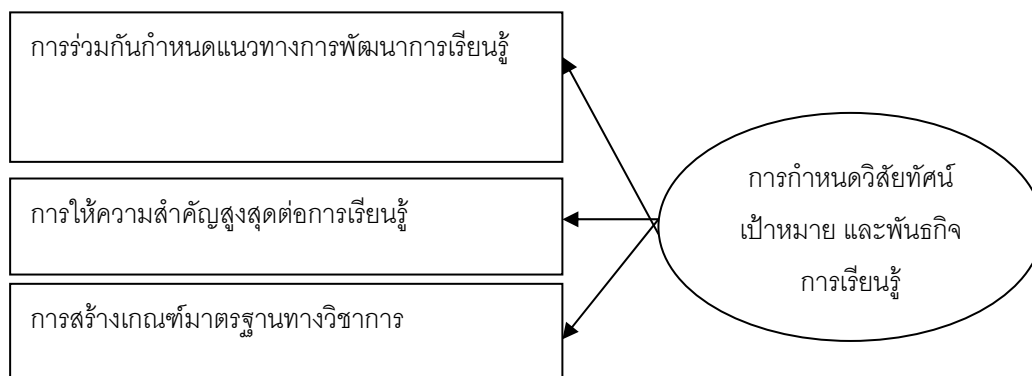 การร่วมกันกำหนดแนวทางการพัฒนาการเรียนรู้
การให้ความสำคัญสูงสุดต่อการเรียนรู้
การสร้างเกณฑ์มาตรฐานทางวิชาการ
การกำหนดวิสัยทัศน์
เป้าหมาย และพันธกิจ
การเรียนรู้